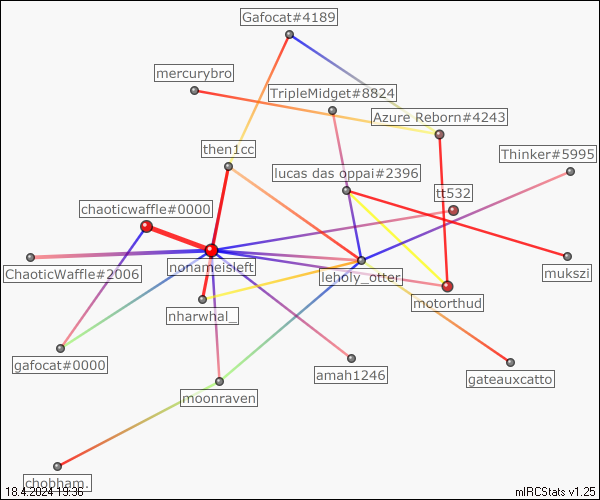 Gafocat#4189
mercurybro
TripleMidget#8824
Azure Reborn#4243
then1cc
Thinker#5995
lucas das oppai#2396
tt532
chaoticwaffle#0000
nonameisleft
ChaoticWaffle#2006
leholy_otter
mukszi
motorthud
nharwhal_
gafocat#0000
amah1246
gateauxcatto
moonraven
chobham.
18.4.2024 19:36
mIRCStats v1.25